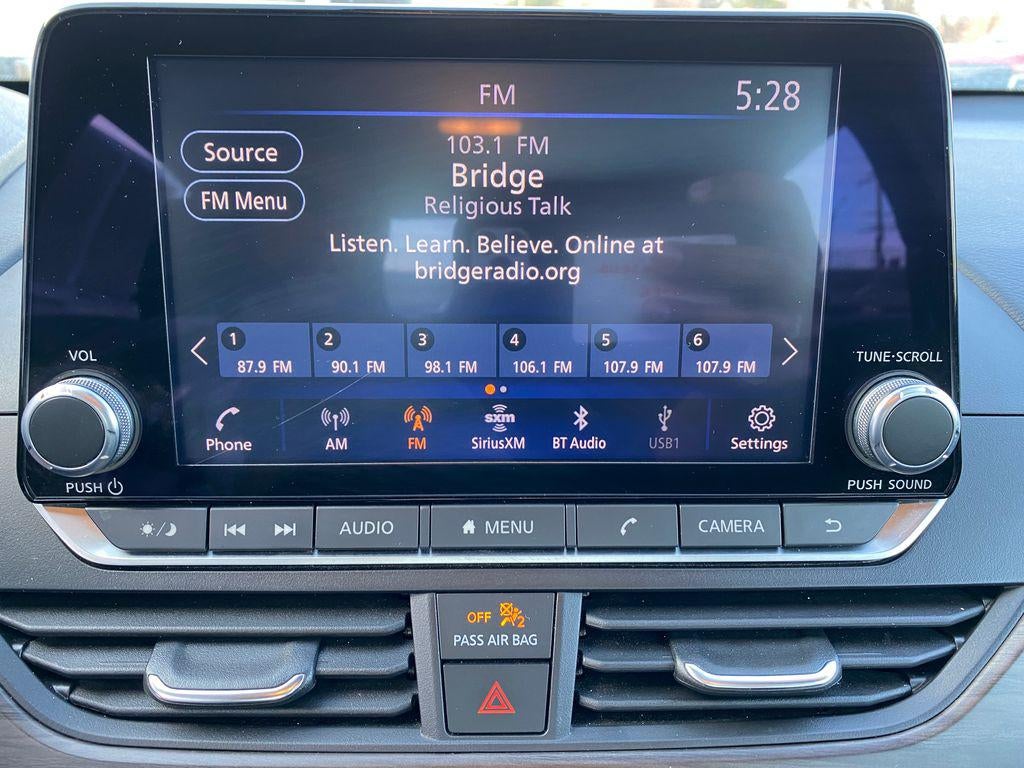 FM
5:28
Source
FM Menu
103.1 FM
Bridge
Religious Talk
Listen. Learn. Believe. Online at
bridgeradio.org
1 2 3 4 5 6
87.9 FM 90.1 FM 98.1 FM 106.1 FM 107.9 FM 107.9 FM
VOL
TUNE·SCROLL
sxm
Phone AM FM SiriusXM BT Audio USB1 Settings
PUSH
PUSH SOUND
AUDIO MENU CAMERA
OFF 2
PASS AIR BAG